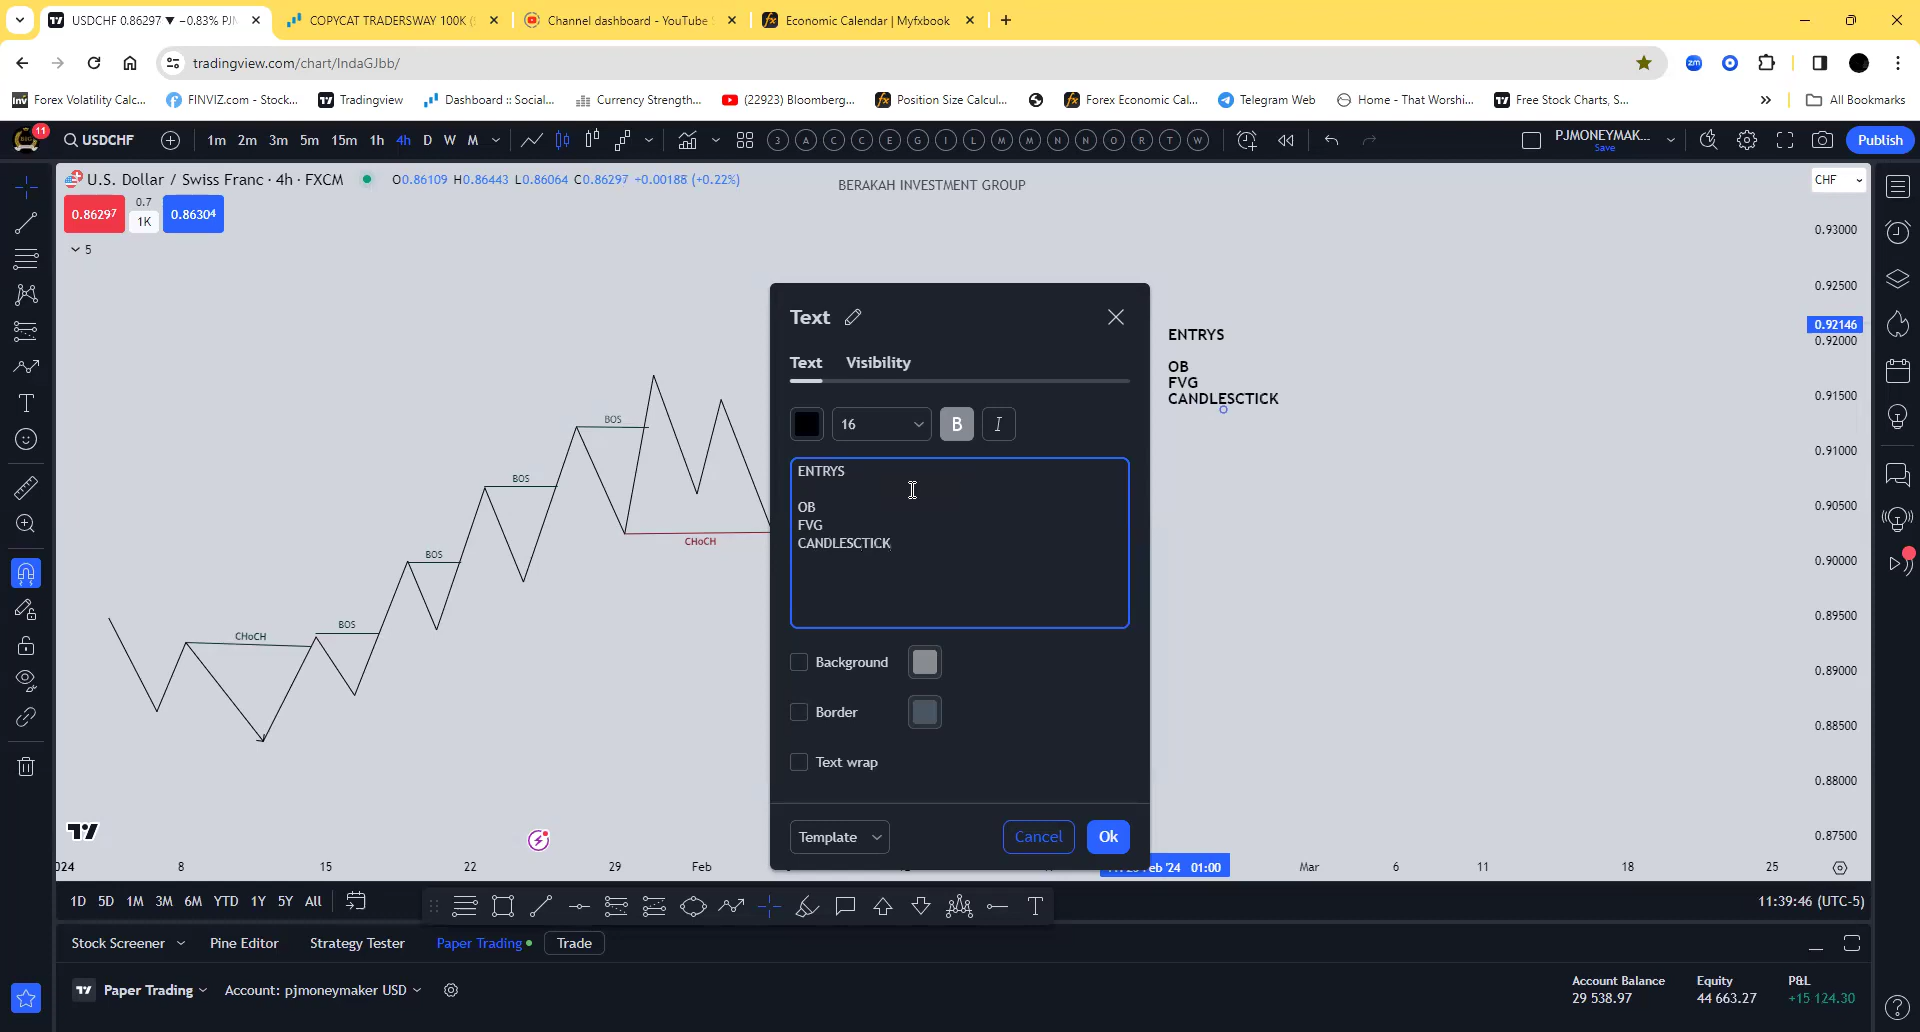 USDCHF 0.86297 ▼ −0.83% PJM
COPYCAT TRADERSWAY 100K (
Channel dashboard - YouTube
Economic Calendar | Myfxbook
tradingview.com/chart/IndaGJbb/
Forex Volatility Calc...
FINVIZ.com - Stock...
Tradingview
Dashboard :: Social...
Currency Strength...
(22923) Bloomberg...
Position Size Calcul...
Forex Economic Cal...
Telegram Web
Home - That Worshi...
Free Stock Charts, S...
All Bookmarks
11
USDCHF
1m 2m 3m 5m 15m 1h 4h D W M
3 A C C E G I L M M N N O R T W
PJMONEYMAK...
Save
Publish
U.S. Dollar / Swiss Franc · 4h · FXCM
O0.86109 H0.86443 L0.86064 C0.86297 +0.00188 (+0.22%)
BERAKAH INVESTMENT GROUP
CHF
0.86297
0.7
1K
0.86304
5
0.93000
0.92500
0.92146
0.92000
0.91500
0.91000
0.90500
0.90000
0.89500
0.89000
0.88500
0.88000
0.87500
BOS
BOS
BOS
BOS
CHoCH
CHoCH
ENTRYS
OB
FVG
CANDLESCTICK
Text
Text Visibility
16 B I
ENTRYS
OB
FVG
CANDLESCTICK
Background
Border
Text wrap
Template
Cancel
Ok
024 8 15 22 29 Feb
eb '24 01:00
Mar 6 11 18 25
1D 5D 1M 3M 6M YTD 1Y 5Y All
11:39:46 (UTC-5)
Stock Screener
Pine Editor
Strategy Tester
Paper Trading
Trade
Paper Trading
Account: pjmoneymaker USD
Account Balance
29 538.97
Equity
44 663.27
P&L
+15 124.30